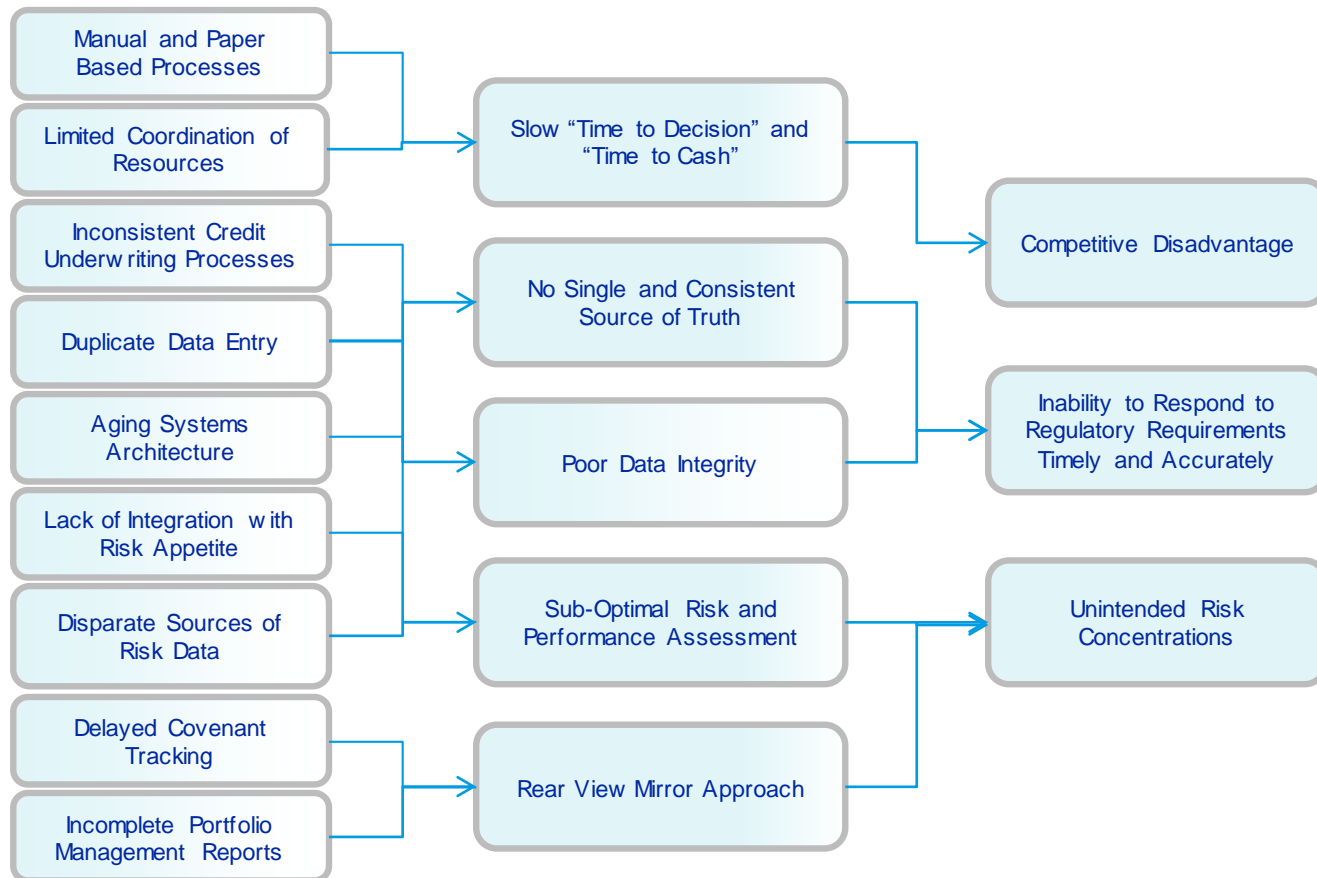 Manual and Paper
Based Processes
Limited Coordination of
Resources
Inconsistent Credit
Underwriting Processes
Duplicate Data Entry
Aging Systems
Architecture
Lack of Integration with
Risk Appetite
Disparate Sources of
Risk Data
Delayed Covenant
Tracking
Incomplete Portfolio
Management Reports
Slow “Time to Decision” and
“Time to Cash”
No Single and Consistent
Source of Truth
Poor Data Integrity
Sub-Optimal Risk and
Performance Assessment
Rear View Mirror Approach
Competitive Disadvantage
Inability to Respond to
Regulatory Requirements
Timely and Accurately
Unintended Risk
Concentrations